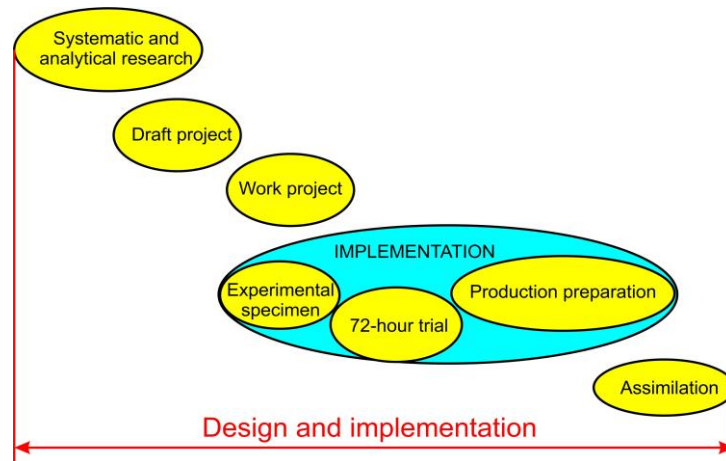 Systematic and
analytical research
Draft project
Work project
IMPLEMENTATION
Experimental
specimen
72-hour trial
Production preparation
Assimilation
Design and implementation